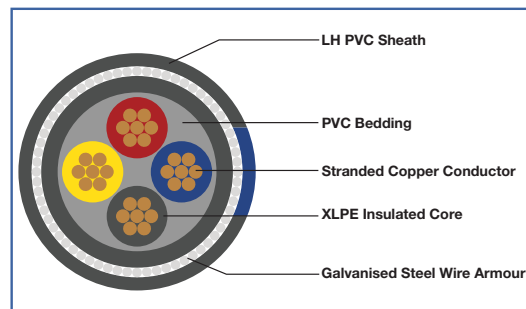 LH PVC Sheath
PVC Bedding
Stranded Copper Conductor
XLPE Insulated Core
Galvanised Steel Wire Armour